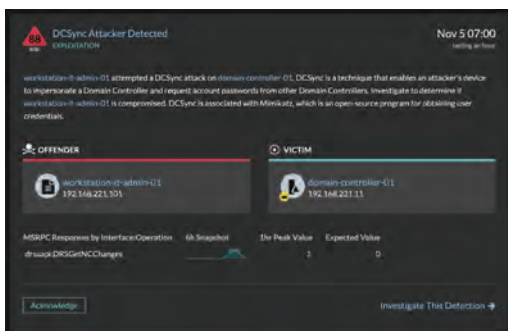 88
RISK
DCSync Attacker Detected
EXPLOITATION
Nov 5 07:00
lasting an hour
workstation-it-admin-01 attempted a DCSync attack on domain-controller-01. DCSync is a technique that enables an attacker's device
to impersonate a Domain Controller and request account passwords from other Domain Controllers. Investigate to determine if
workstation-it-admin-01 is compromised. DCSync is associated with Mimikatz, which is an open-source program for obtaining user
credentials.
OFFENDER
VICTIM
workstation-it-admin-01
192.168.221.101
domain-controller-01
192.168.221.11
MSRPC Responses by Interface:Operation 6h Snapshot 1hr Peak Value Expected Value
drsuapi:DRSGetNCChanges 1 0
Acknowledge
Investigate This Detection →